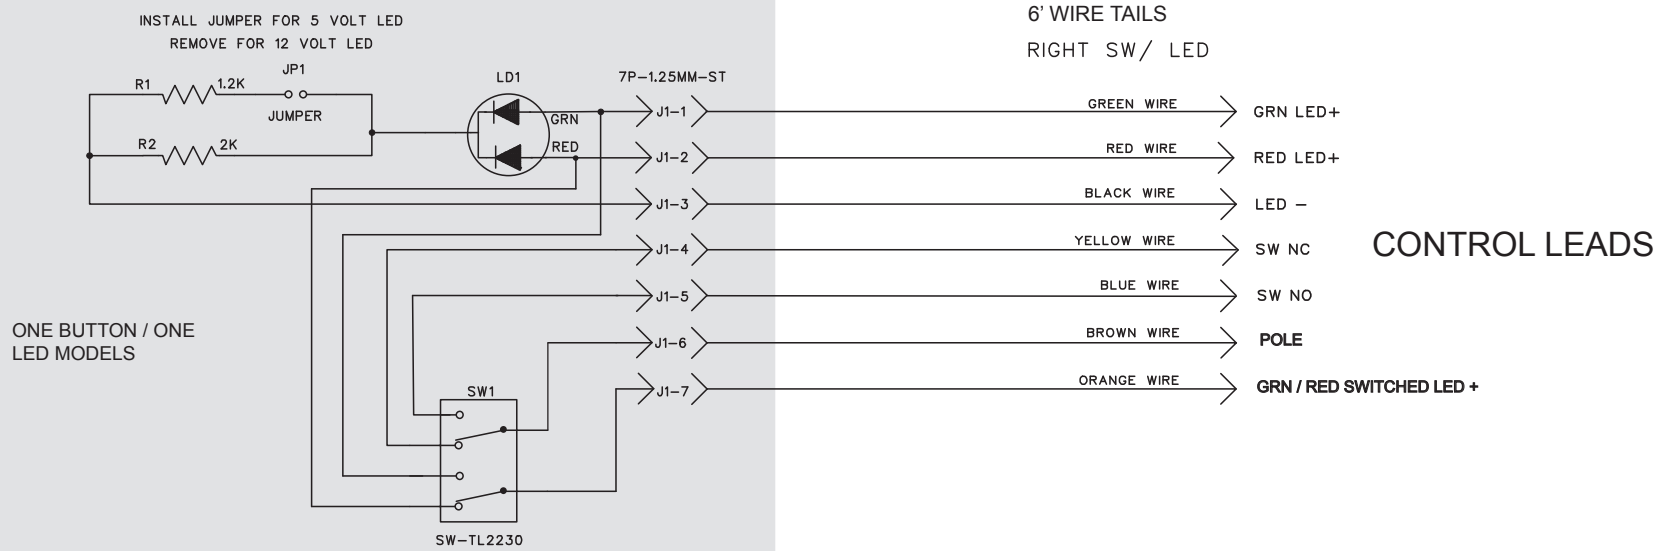 INSTALL JUMPER FOR 5 VOLT LED
REMOVE FOR 12 VOLT LED
6' WIRE TAILS
RIGHT SW/ LED
JP1
R1
1.2K
JUMPER
R2
2K
LD1
GRN
RED
7P-1.25MM-ST
J1-1
GREEN WIRE
GRN LED+
J1-2
RED WIRE
RED LED+
J1-3
BLACK WIRE
LED -
J1-4
YELLOW WIRE
SW NC
CONTROL LEADS
J1-5
BLUE WIRE
SW NO
J1-6
BROWN WIRE
POLE
J1-7
ORANGE WIRE
GRN / RED SWITCHED LED +
ONE BUTTON / ONE
LED MODELS
SW1
SW-TL2230